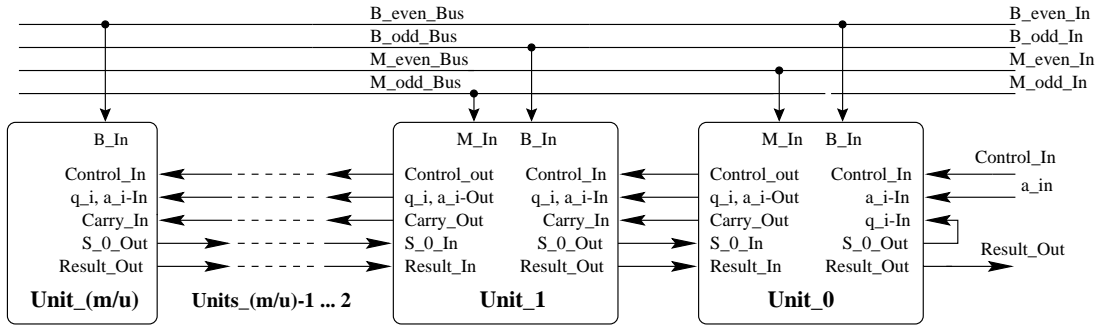 B_even_Bus B_even_In
B_odd_Bus B_odd_In
M_even_Bus M_even_In
M_odd_Bus M_odd_In
B_In M_In B_In M_In B_In
Control_In Control_out Control_In Control_out Control_In Control_In
q_i, a_i-In q_i, a_i-Out q_i, a_i-In q_i, a_i-Out a_i-In a_in
Carry_In Carry_Out Carry_In Carry_Out q_i-In
S_0_Out S_0_In S_0_Out S_0_In S_0_Out
Result_Out Result_In Result_Out Result_In Result_Out Result_Out
Unit_(m/u) Units_(m/u)-1 ... 2 Unit_1 Unit_0